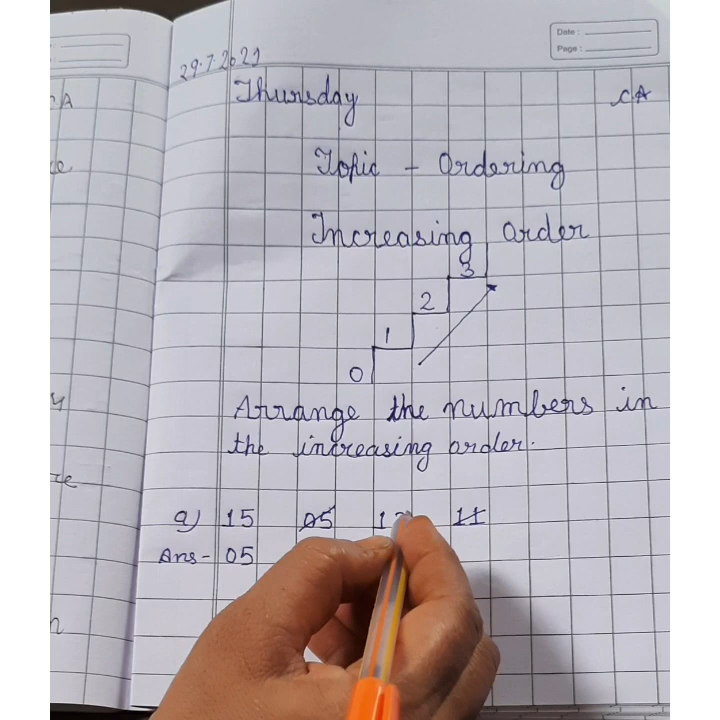 Date :
Page :
29.7.2021
Thursday
C.A
Topic - Ordering
Increasing order
3
2
1
0
Arrange the numbers in
the increasing order.
a) 15 05 11
Ans - 05